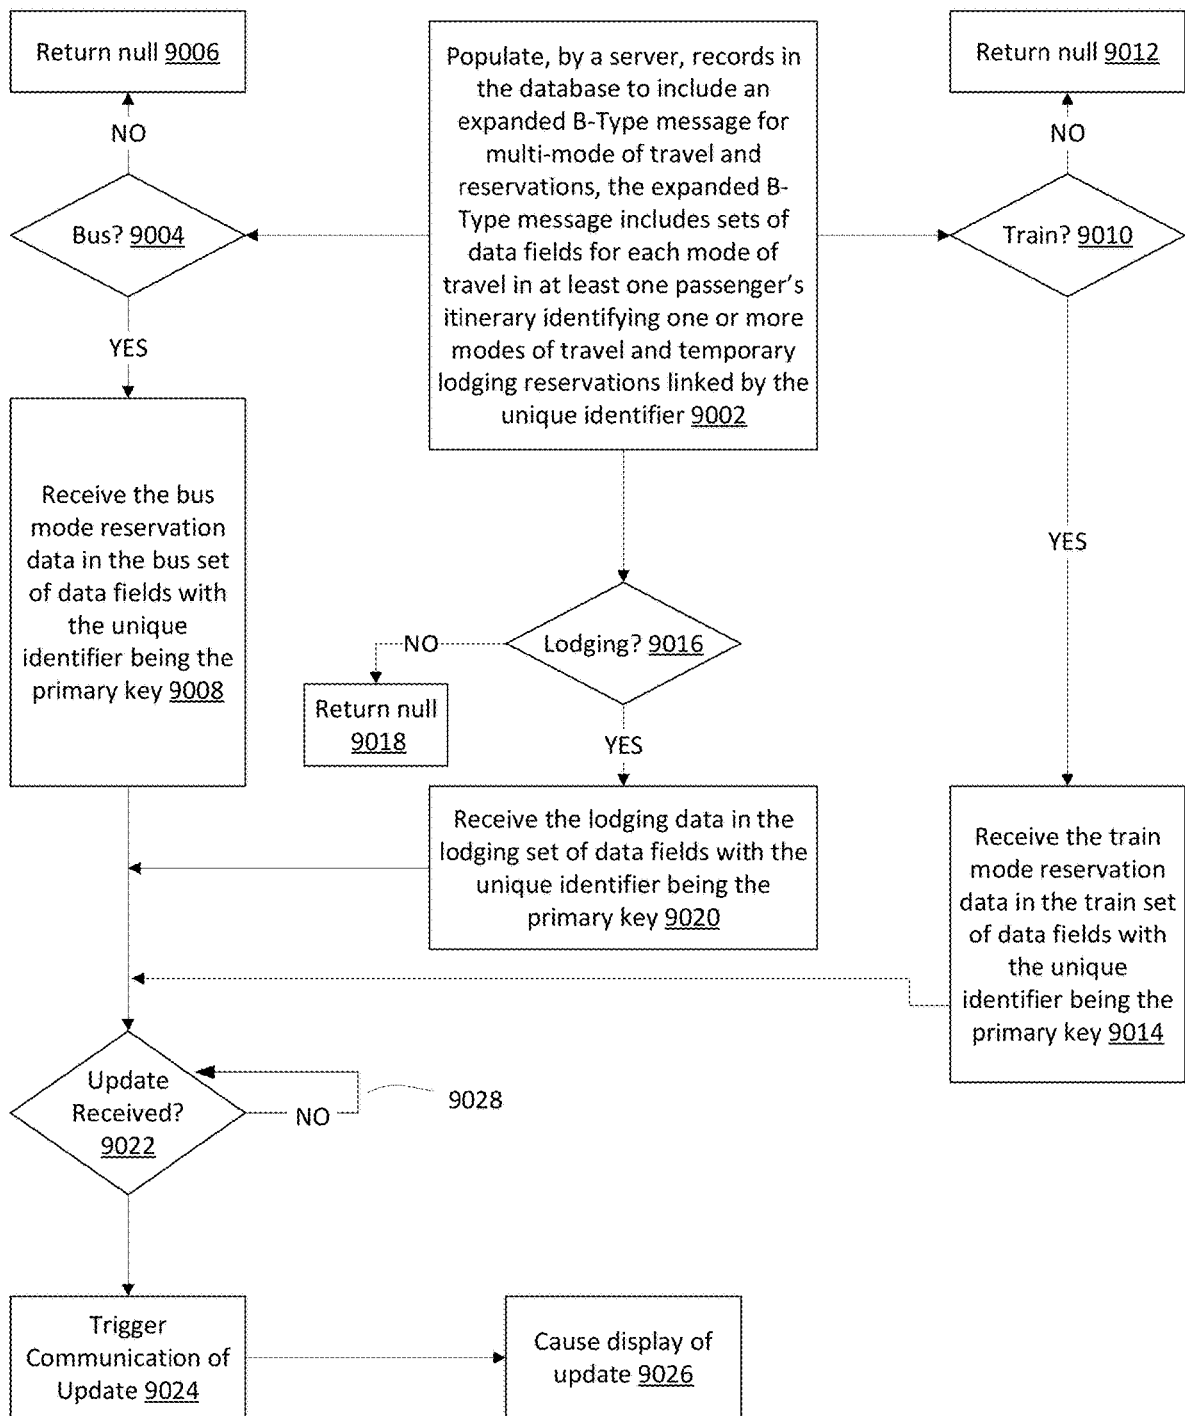 Return null 9006
Populate, by a server, records in
the database to include an
expanded B-Type message for
multi-mode of travel and
reservations, the expanded B-
Type message includes sets of
data fields for each mode of
travel in at least one passenger's
itinerary identifying one or more
modes of travel and temporary
lodging reservations linked by the
unique identifier 9002
Return null 9012
NO
NO
Bus? 9004
Train? 9010
YES
YES
Receive the bus
mode reservation
data in the bus set
of data fields with
the unique
identifier being the
primary key 9008
Lodging? 9016
NO
Return null
9018
YES
Receive the lodging data in the
lodging set of data fields with the
unique identifier being the
primary key 9020
Receive the train
mode reservation
data in the train set
of data fields with
the unique
identifier being the
primary key 9014
Update
Received?
9022
NO
9028
Trigger
Communication of
Update 9024
Cause display of
update 9026